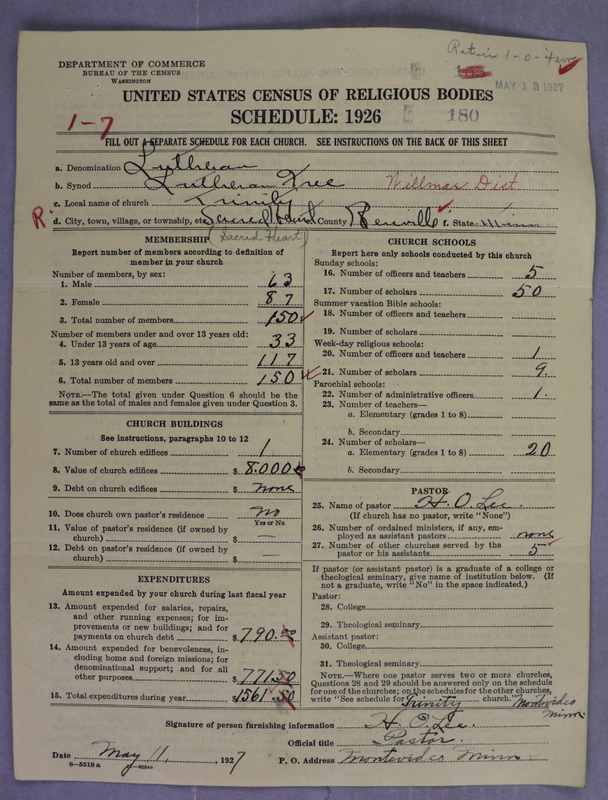 Retur 1-0-
DEPARTMENT OF COMMERCE
BUREAU OF THE CENSUS
WASHINGTON
MAY 13 1927
UNITED STATES CENSUS OF RELIGIOUS BODIES
SCHEDULE: 1926
180
1-7
FILL OUT A SEPARATE SCHEDULE FOR EACH CHURCH. SEE INSTRUCTIONS ON THE BACK OF THIS SHEET
a. Denomination Lutheran
b. Synod Lutheran Free Willmar Dist.
c. Local name of church Trinity
R. d. City, town, village, or township, etc. Sacred Heart County Renville f. State Minn
(Sacred Heart)
MEMBERSHIP
Report number of members according to definition of member in your church
Number of members, by sex:
1. Male 63
2. Female 87
3. Total number of members 150
Number of members under and over 13 years old:
4. Under 13 years of age 33
5. 13 years old and over 117
6. Total number of members 150
NOTE.—The total given under Question 6 should be the same as the total of males and females given under Question 3.
CHURCH BUILDINGS
See instructions, paragraphs 10 to 12
7. Number of church edifices 1
8. Value of church edifices $ 8.000
9. Debt on church edifices $ none
10. Does church own pastor's residence? no
Yes or No
11. Value of pastor's residence (if owned by church) $ —
12. Debt on pastor's residence (if owned by church) $ —
EXPENDITURES
Amount expended by your church during last fiscal year
13. Amount expended for salaries, repairs, and other running expenses; for improvements or new buildings; and for payments on church debt $ 790.00
14. Amount expended for benevolences, including home and foreign missions; for denominational support; and for all other purposes $ 771.50
15. Total expenditures during year $ 1561.50
CHURCH SCHOOLS
Report here only schools conducted by this church
Sunday schools:
16. Number of officers and teachers 5
17. Number of scholars 50
Summer vacation Bible schools:
18. Number of officers and teachers
19. Number of scholars
Week-day religious schools:
20. Number of officers and teachers 1
21. Number of scholars 9.
Parochial schools:
22. Number of administrative officers 1.
23. Number of teachers—
a. Elementary (grades 1 to 8)
b. Secondary
24. Number of scholars—
a. Elementary (grades 1 to 8) 20
b. Secondary
PASTOR
25. Name of pastor H. O. Lee.
(If church has no pastor, write "None")
26. Number of ordained ministers, if any, employed as assistant pastors none
27. Number of other churches served by the pastor or his assistants 5
If pastor (or assistant pastor) is a graduate of a college or theological seminary, give name of institution below. (If not a graduate, write "No" in the space indicated.)
Pastor:
28. College
29. Theological seminary
Assistant pastor:
30. College
31. Theological seminary
NOTE.—Where one pastor serves two or more churches, Questions 28 and 29 should be answered only on the schedule for one of the churches; on the schedules for the other churches, write "See schedule for Trinity church." Montevideo Minn
Signature of person furnishing information H. O. Lee.
Official title Pastor.
Date May 11, 1927 P. O. Address Montevideo Minn
8-5518 a